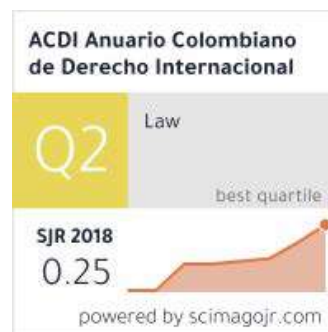 ACDI Anuario Colombiano
de Derecho Internacional
Q2
Law
best quartile
SJR 2018
0.25
powered by scimagojr.com